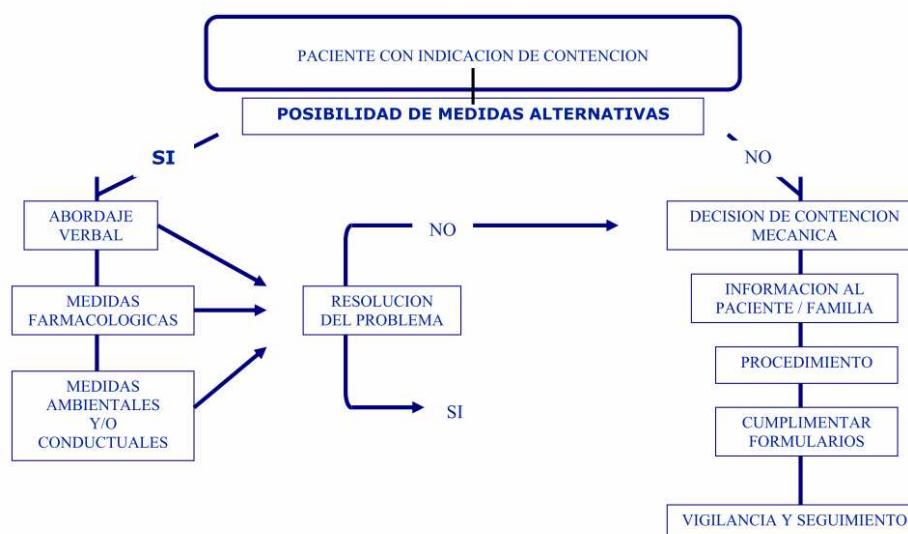 PACIENTE CON INDICACION DE CONTENCION
POSIBILIDAD DE MEDIDAS ALTERNATIVAS
SI
NO
ABORDAJE
VERBAL
MEDIDAS
FARMACOLOGICAS
MEDIDAS
AMBIENTALES
Y/O
CONDUCTUALES
NO
RESOLUCION
DEL PROBLEMA
SI
DECISION DE CONTENCION
MECANICA
INFORMACION AL
PACIENTE / FAMILIA
PROCEDIMIENTO
CUMPLIMENTAR
FORMULARIOS
VIGILANCIA Y SEGUIMIENTO